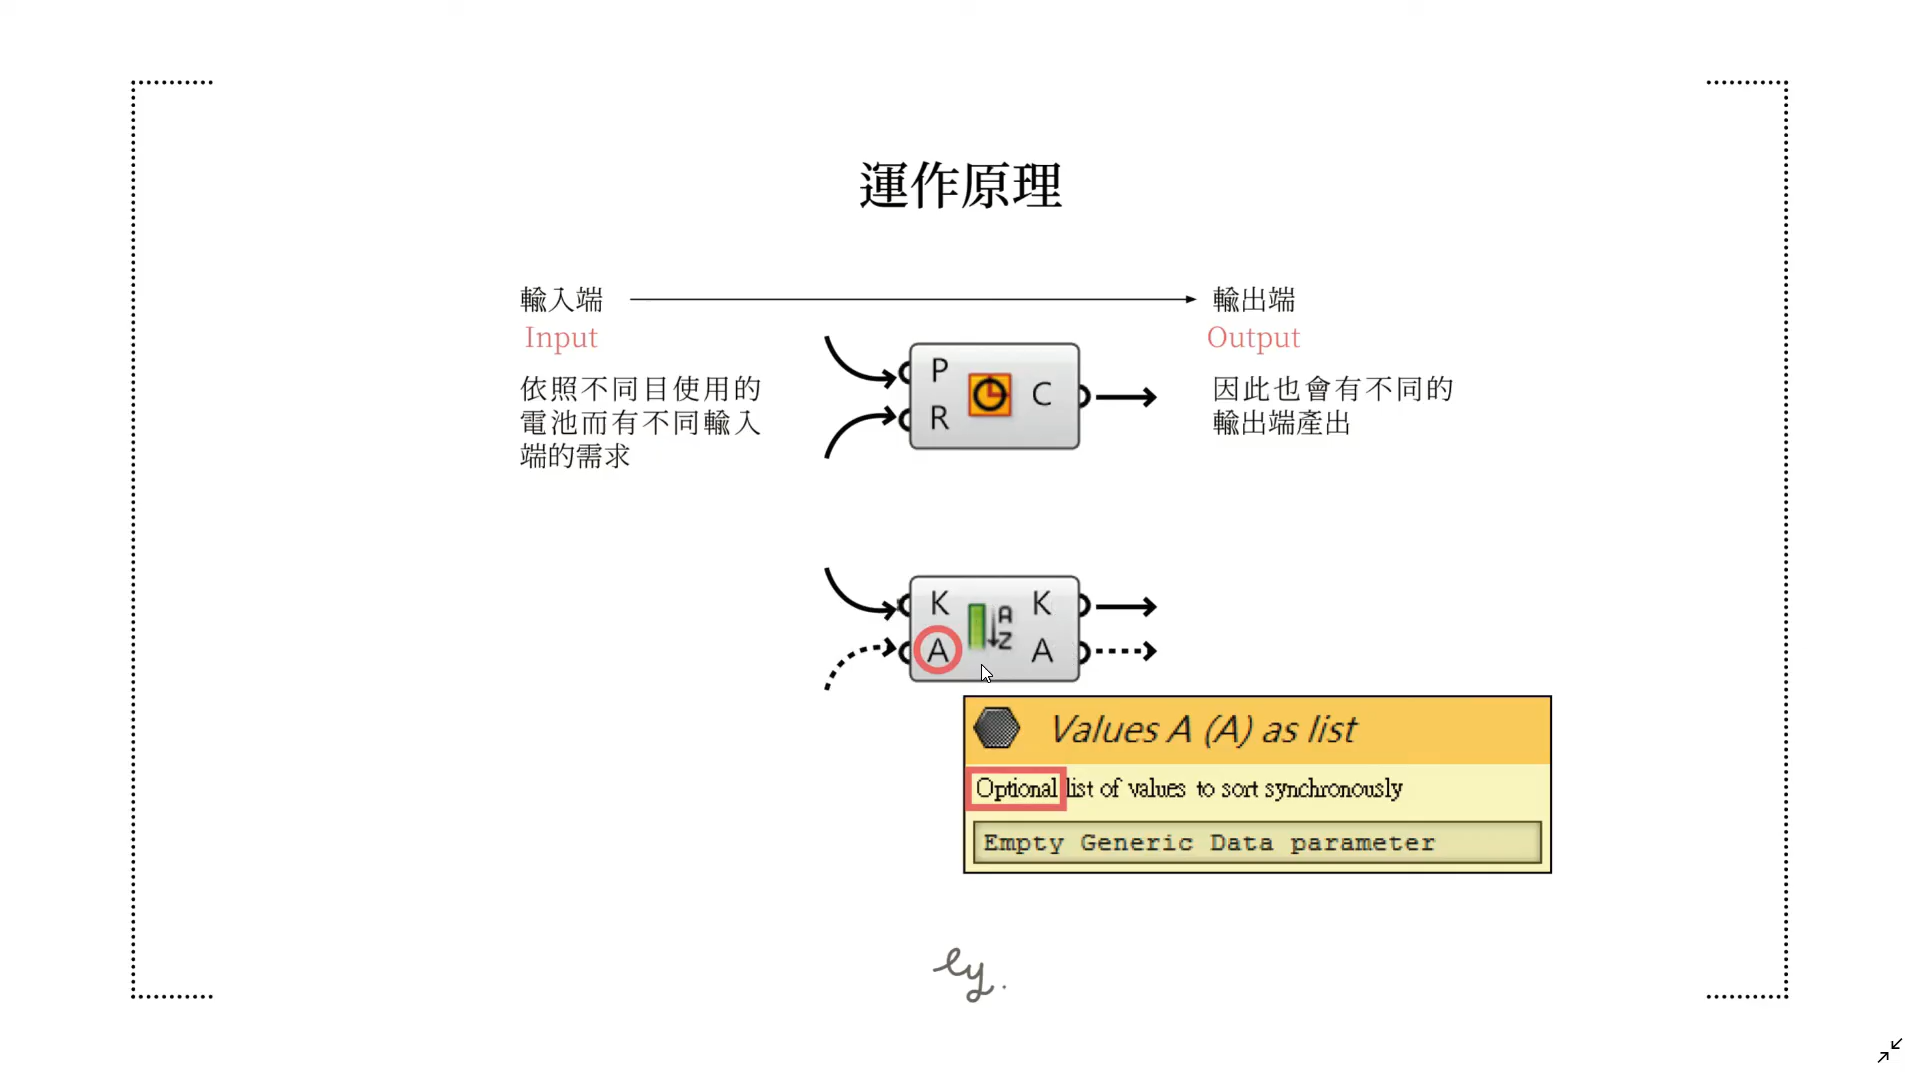 運作原理
輸入端
輸出端
Input
Output
依照不同目使用的
電池而有不同輸入
端的需求
因此也會有不同的
輸出端產出
P
R
C
K
A
A
Z
K
A
Values A (A) as list
Optional list of values to sort synchronously
Empty Generic Data parameter
ey.